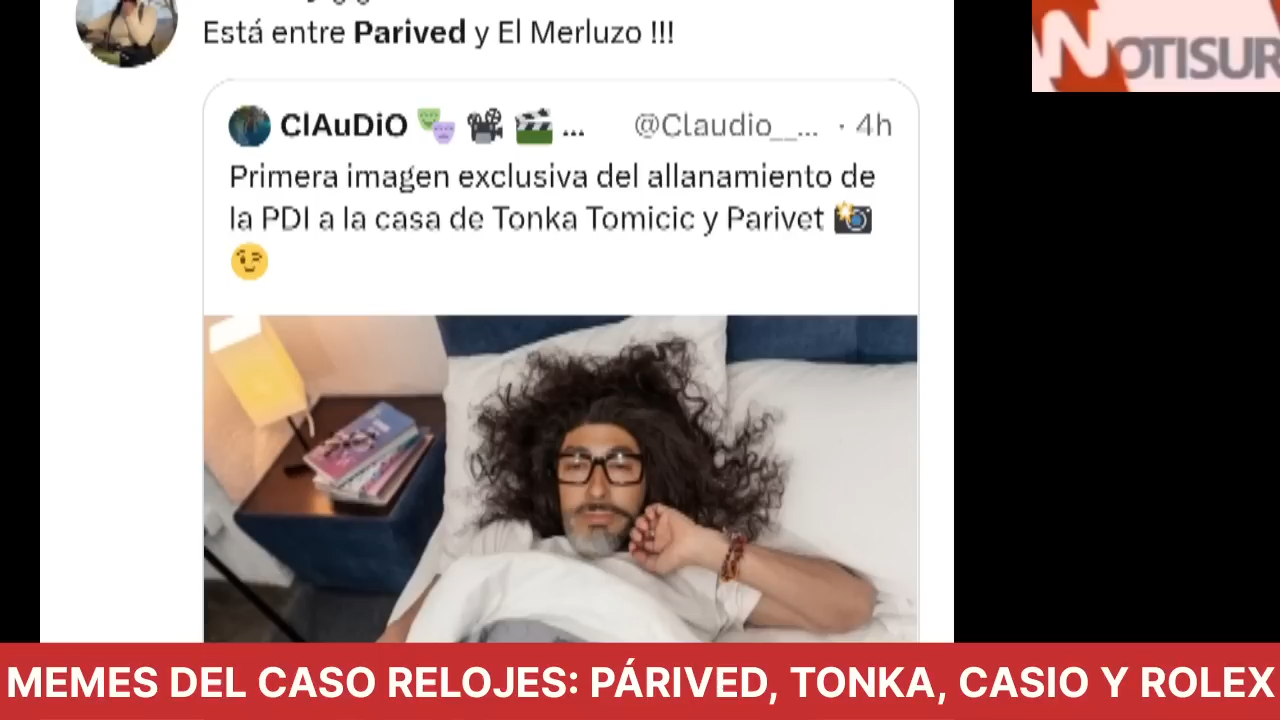 Está entre Parived y El Merluzo !!!
NOTISUR
ClAuDiO 🎭 📽️ 🎬 ... @Claudio__... · 4h
Primera imagen exclusiva del allanamiento de
la PDI a la casa de Tonka Tomicic y Parivet 📸
😉
MEMES DEL CASO RELOJES: PÁRIVED, TONKA, CASIO Y ROLEX